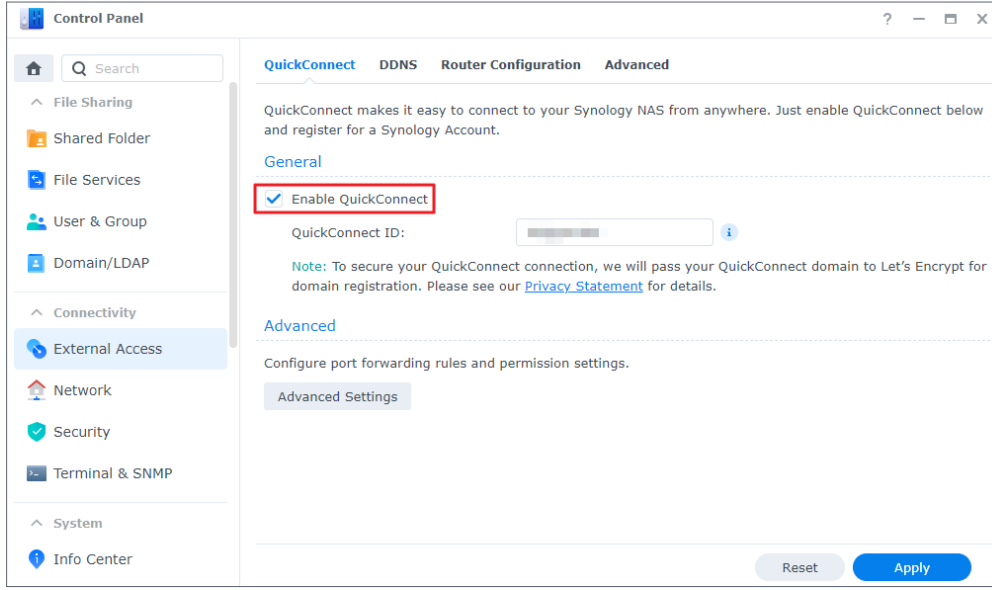 Control Panel
Search
File Sharing
Shared Folder
File Services
User & Group
Domain/LDAP
Connectivity
External Access
Network
Security
Terminal & SNMP
System
Info Center
QuickConnect DDNS Router Configuration Advanced
QuickConnect makes it easy to connect to your Synology NAS from anywhere. Just enable QuickConnect below
and register for a Synology Account.
General
Enable QuickConnect
QuickConnect ID:
Note: To secure your QuickConnect connection, we will pass your QuickConnect domain to Let's Encrypt for
domain registration. Please see our Privacy Statement for details.
Advanced
Configure port forwarding rules and permission settings.
Advanced Settings
Reset Apply